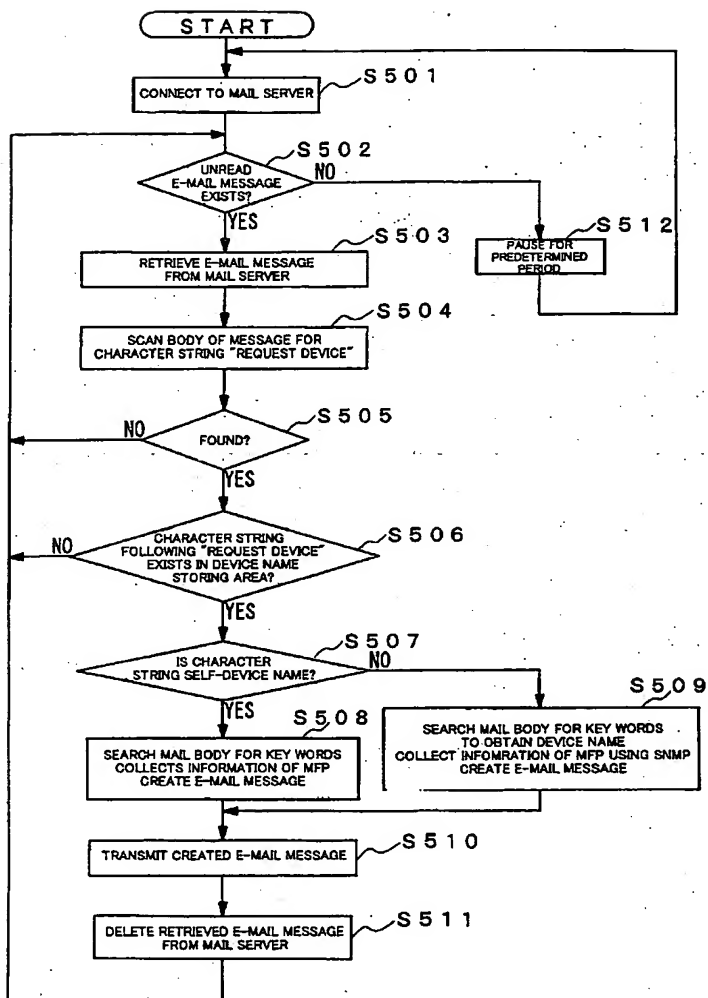 START
S501
CONNECT TO MAIL SERVER
S502
UNREAD
E-MAIL MESSAGE
EXISTS?
NO
YES
S503
RETRIEVE E-MAIL MESSAGE
FROM MAIL SERVER
S512
PAUSE FOR
PREDETERMINED
PERIOD
S504
SCAN BODY OF MESSAGE FOR
CHARACTER STRING "REQUEST DEVICE"
S505
NO
FOUND?
YES
S506
NO
CHARACTER STRING
FOLLOWING "REQUEST DEVICE"
EXISTS IN DEVICE NAME
STORING AREA?
YES
S507
IS CHARACTER
STRING SELF-DEVICE NAME?
NO
YES
S508
SEARCH MAIL BODY FOR KEY WORDS
COLLECTS INFORMATION OF MFP
CREATE E-MAIL MESSAGE
S509
SEARCH MAIL BODY FOR KEY WORDS
TO OBTAIN DEVICE NAME
COLLECT INFOMRATION OF MFP USING SNMP
CREATE E-MAIL MESSAGE
S510
TRANSMIT CREATED E-MAIL MESSAGE
S511
DELETE RETRIEVED E-MAIL MESSAGE
FROM MAIL SERVER